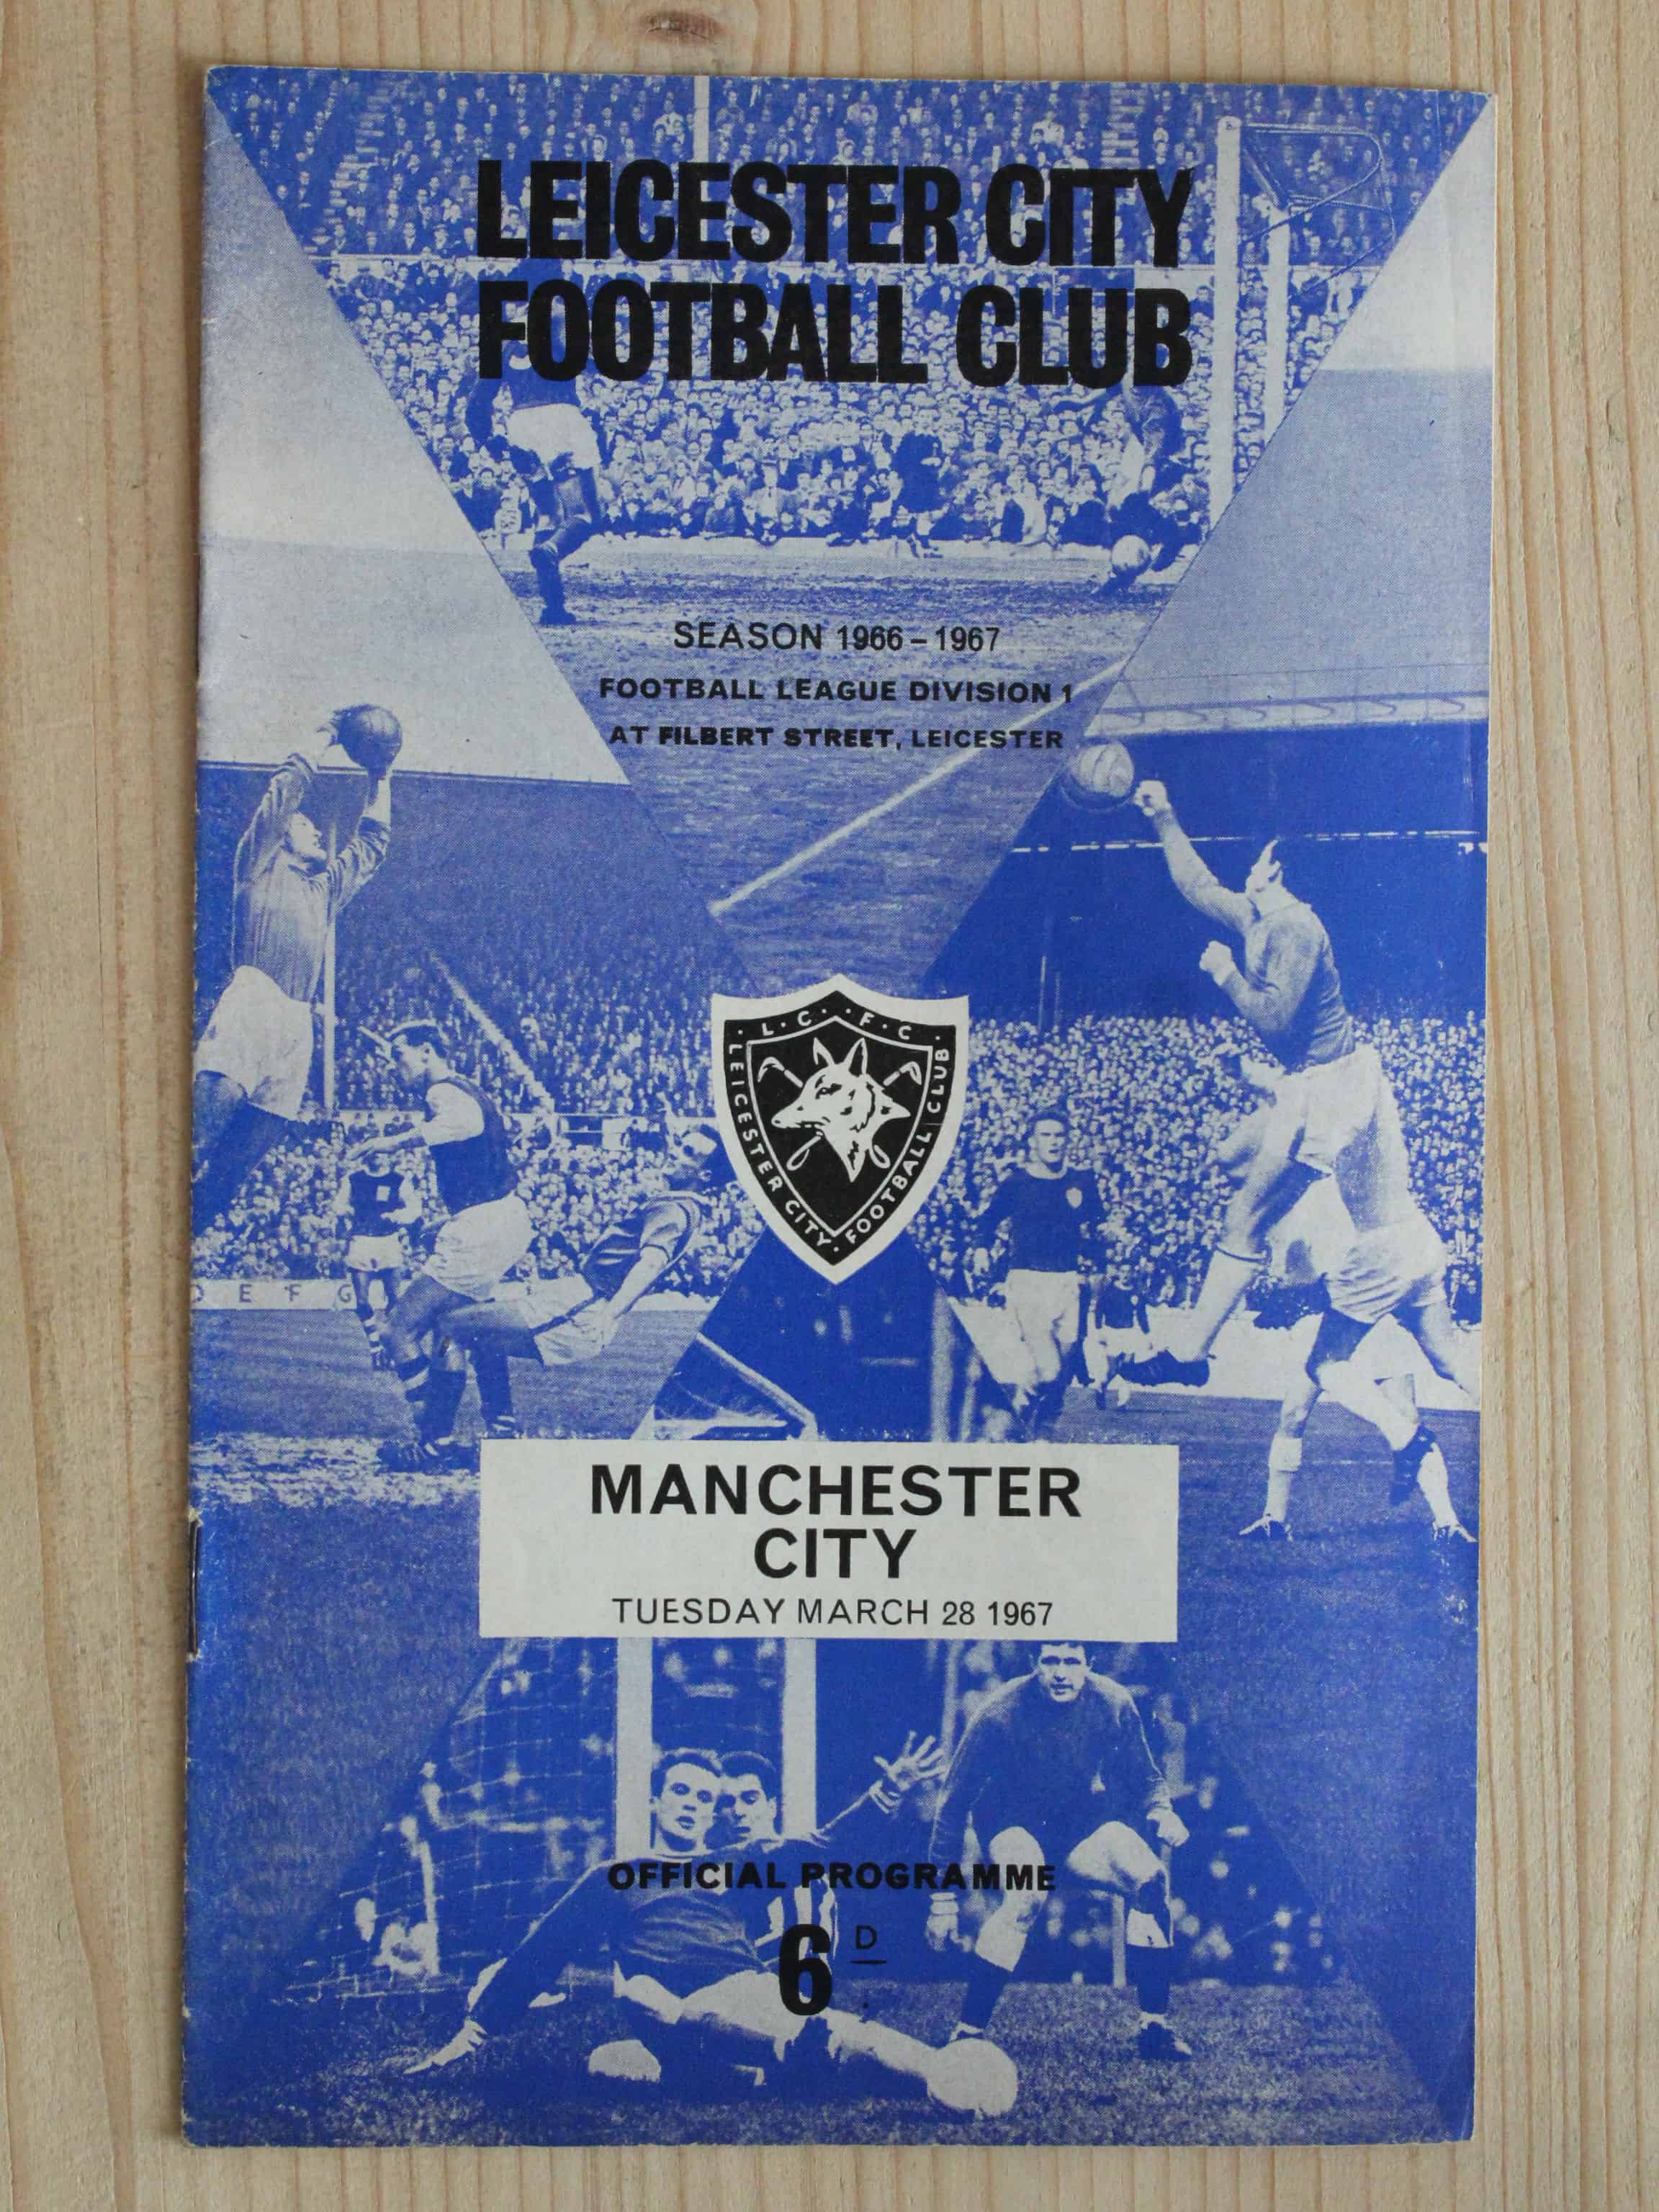 LEICESTER CITY
FOOTBALL CLUB
SEASON 1966 – 1967
FOOTBALL LEAGUE DIVISION 1
AT FILBERT STREET, LEICESTER
· L · C · F · C ·
LEICESTER CITY · FOOTBALL CLUB
D E F G
MANCHESTER
CITY
TUESDAY MARCH 28 1967
OFFICIAL PROGRAMME
6D